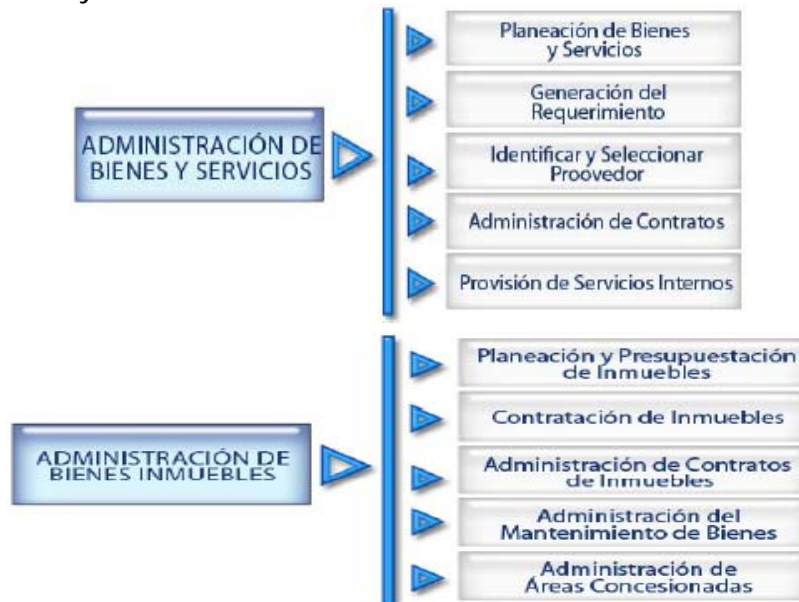 ADMINISTRACIÓN DE
BIENES Y SERVICIOS
Planeación de Bienes
y Servicios
Generación del
Requerimiento
Identificar y Seleccionar
Proovedor
Administración de Contratos
Provisión de Servicios Internos
ADMINISTRACIÓN DE
BIENES INMUEBLES
Planeación y Presupuestación
de Inmuebles
Contratación de Inmuebles
Administración de Contratos
de Inmuebles
Administración del
Mantenimiento de Bienes
Administración de
Áreas Concesionadas